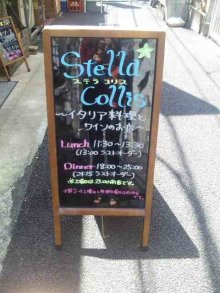 Stella
ステラ コリス
Collis
～イタリア料理と
ワインのお店～
Lunch 11:30～13:30
(13:00 ラストオーダー)
Dinner 18:00～25:00
(24:15 ラストオーダー)